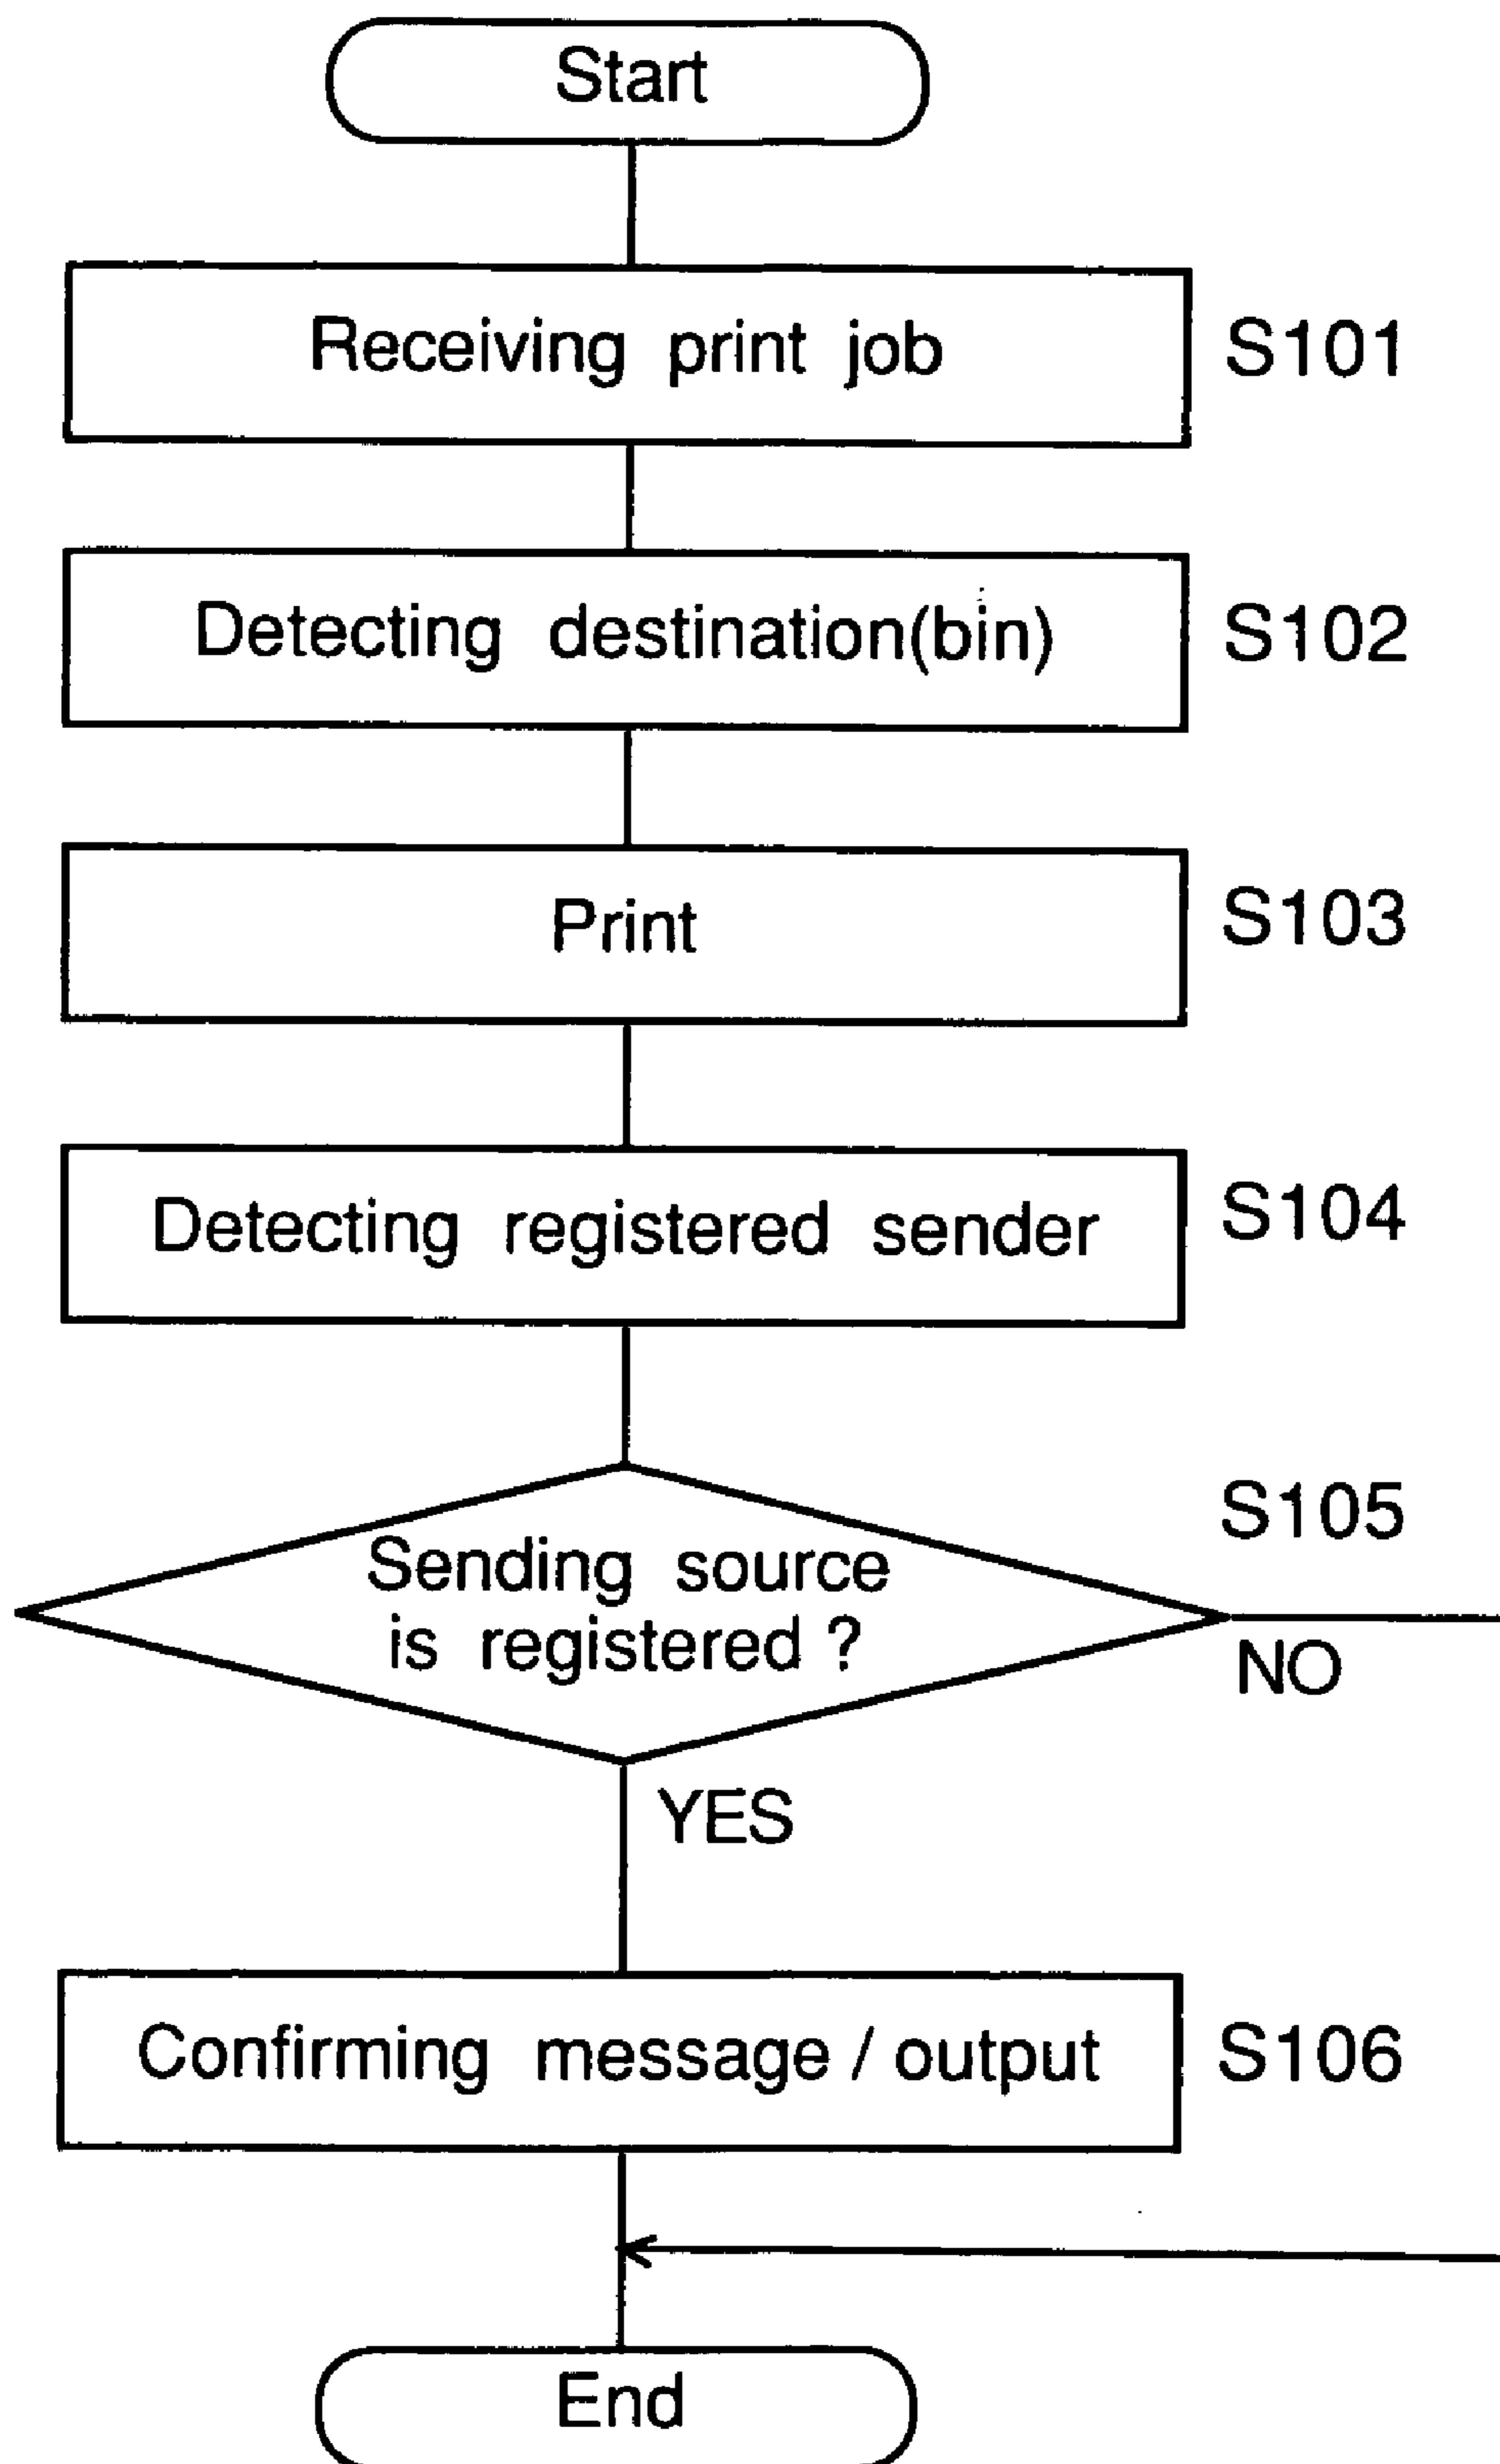 Start
Receiving print job S101
Detecting destination(bin) S102
Print S103
Detecting registered sender S104
S105
Sending source
is registered ?
NO
YES
Confirming message / output S106
End